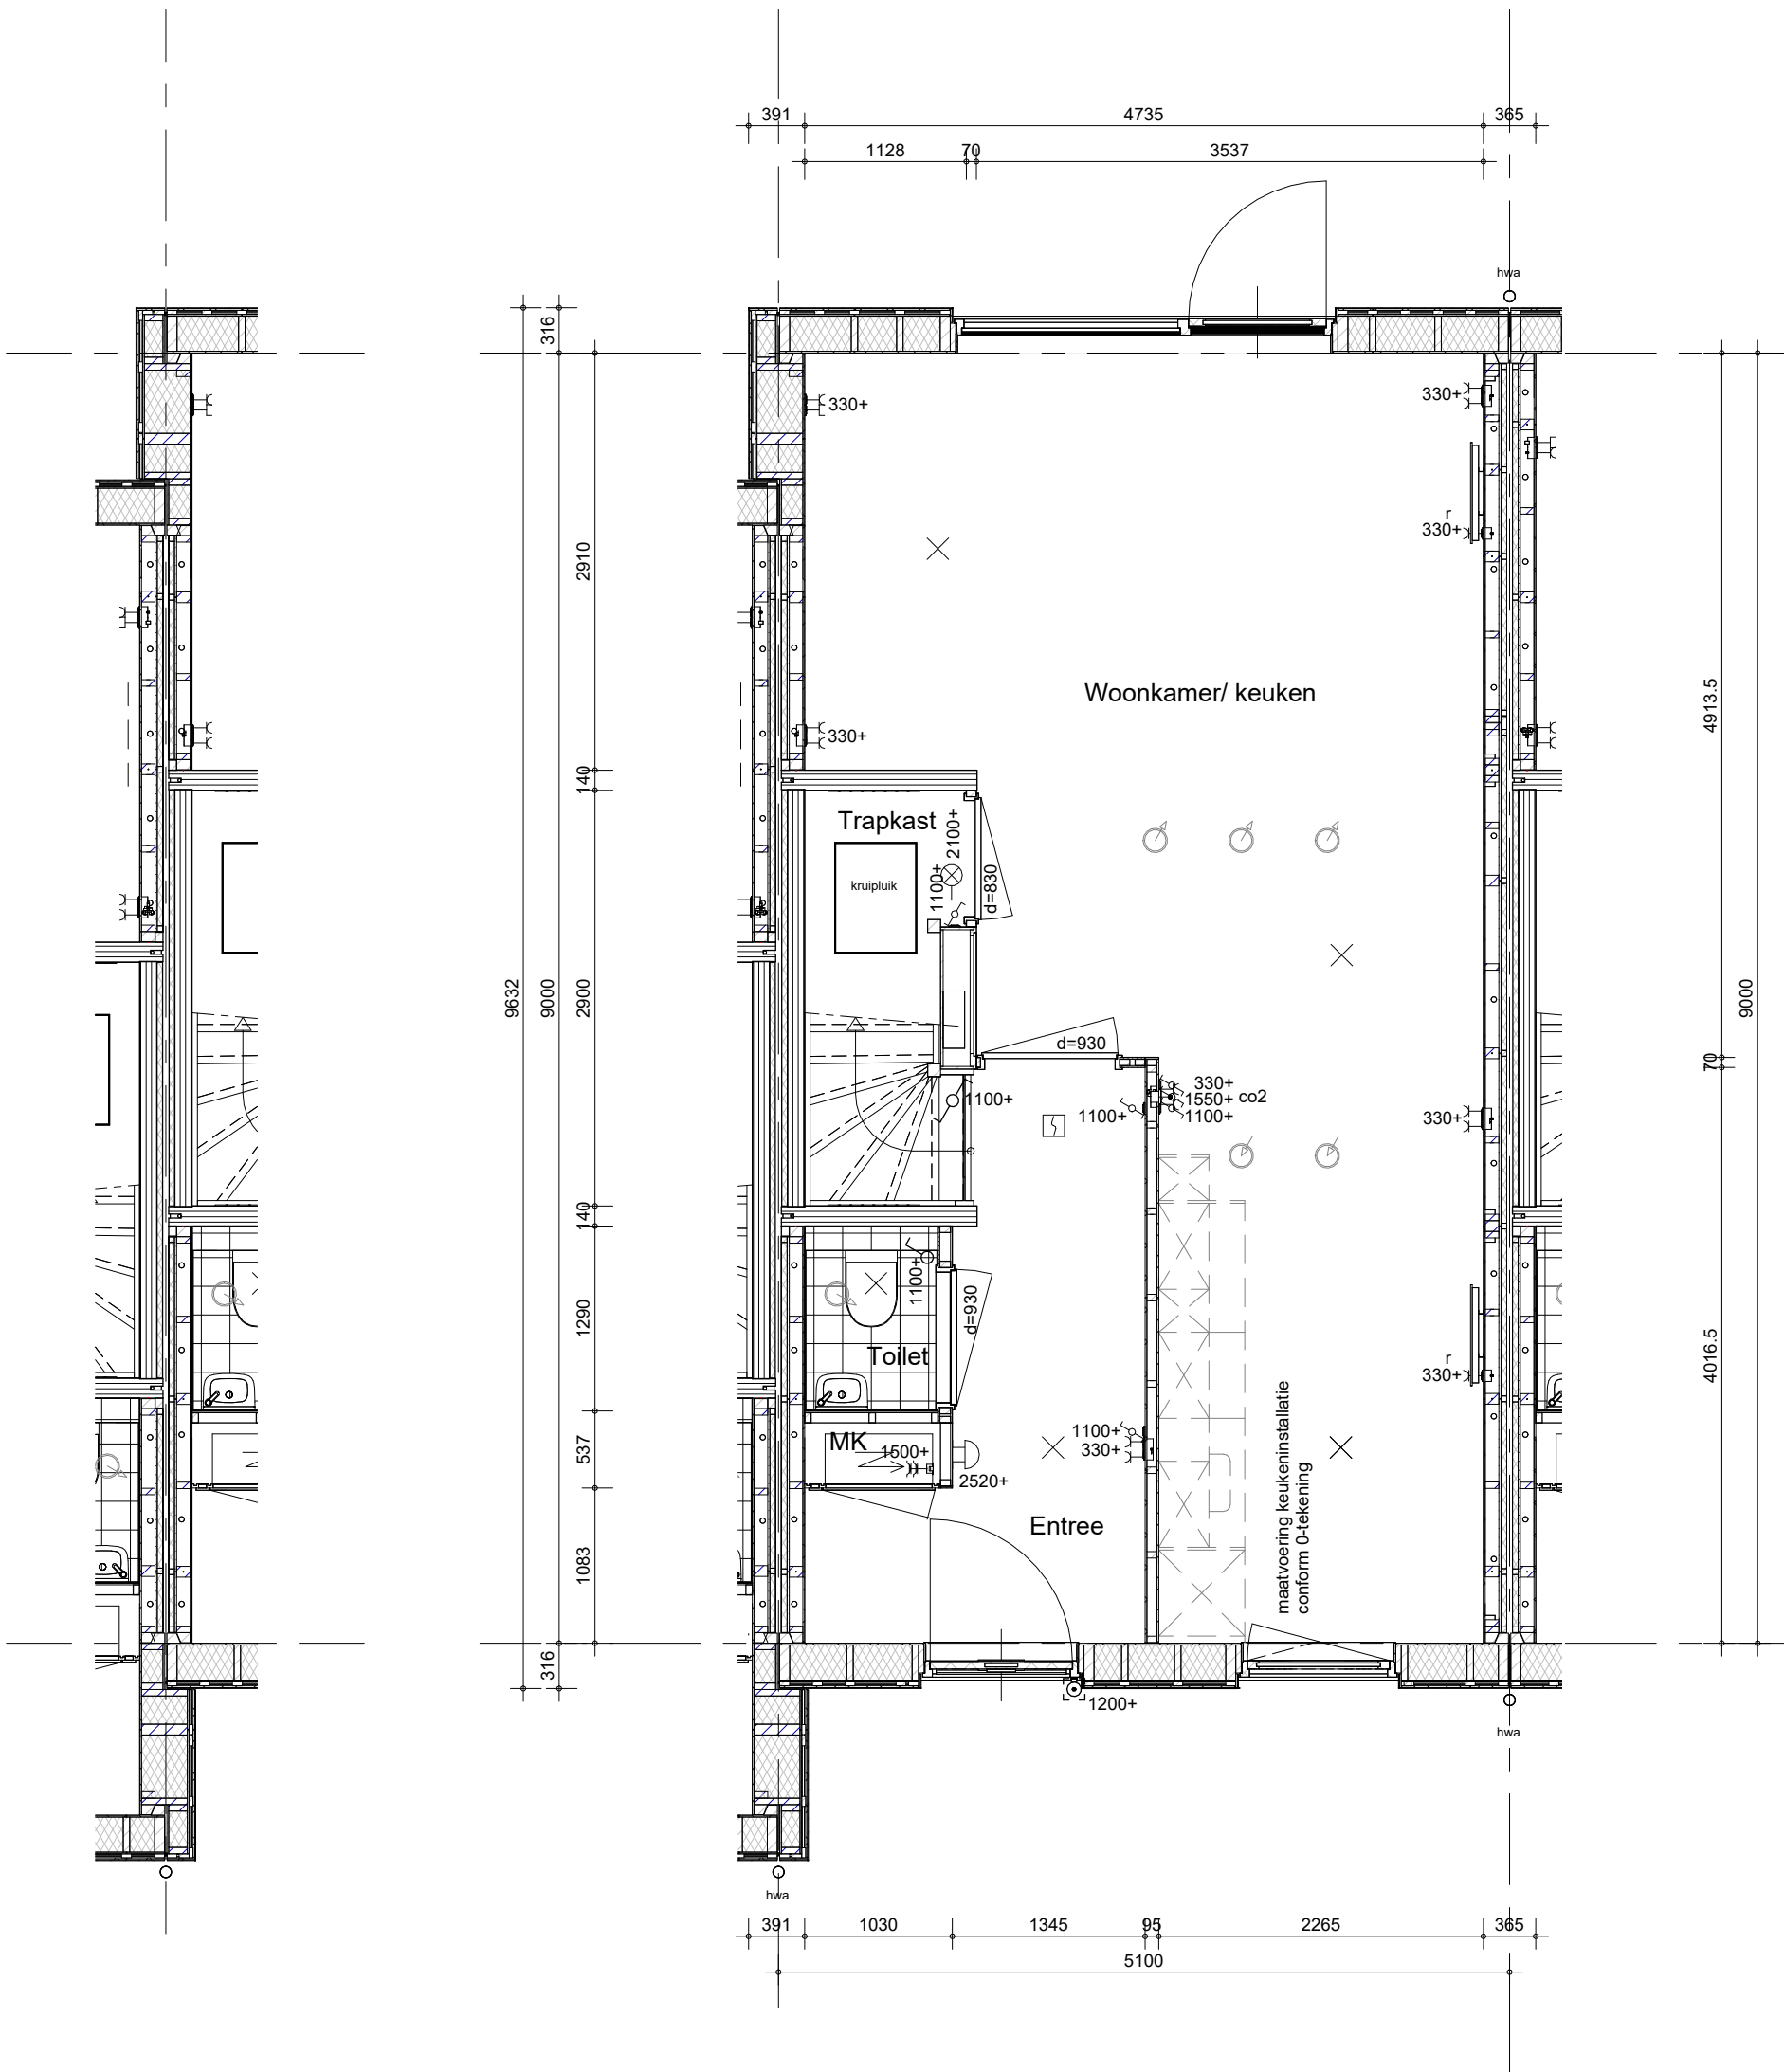 391
4735
365
1128
70
3537
hwa
316
330+
330+
r
330+
2910
Woonkamer/ keuken
4913.5
330+
140
Trapkast
2100+
1100+
kruipluik
d=830
9632
9000
2900
9000
d=930
70
1100+
330+
1550+
co2
1100+
1100+
330+
140
1100+
1290
d=930
Toilet
4016.5
r
330+
maatvoering keukeninstallatie
conform 0-tekening
MK
1500+
1100+
330+
537
2520+
Entree
1083
316
1200+
hwa
hwa
391
1030
1345
95
2265
365
5100